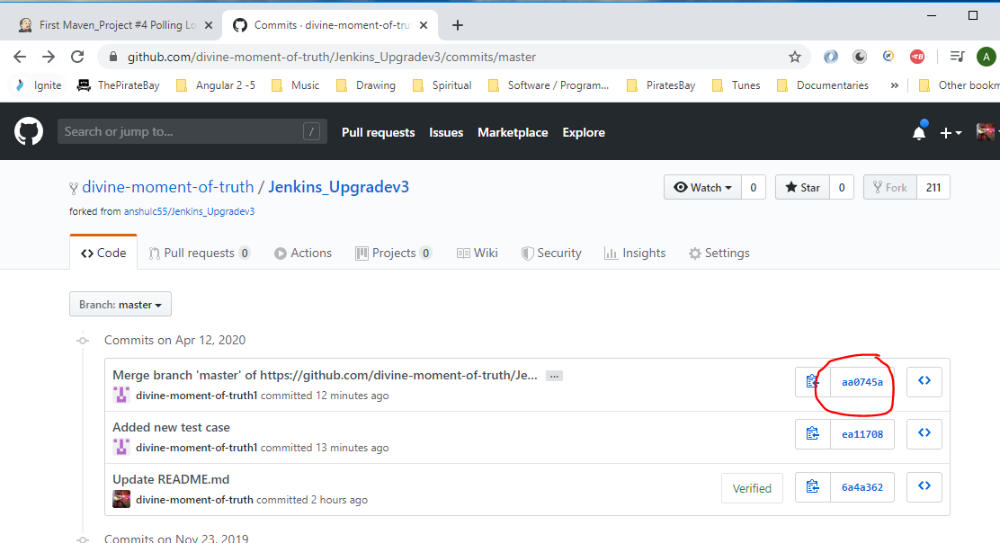 First Maven_Project #4 Polling Lo
Commits · divine-moment-of-tru
github.com/divine-moment-of-truth/Jenkins_Upgradev3/commits/master
A
Ignite ThePirateBay Angular 2 -5 Music Drawing Spiritual Software / Program... PiratesBay Tunes Documentaries » Other bookm
Search or jump to... / Pull requests Issues Marketplace Explore
divine-moment-of-truth / Jenkins_Upgradev3
Watch 0 Star 0 Fork 211
forked from anshulc55/Jenkins_Upgradev3
Code Pull requests 0 Actions Projects 0 Wiki Security Insights Settings
Branch: master
Commits on Apr 12, 2020
Merge branch 'master' of https://github.com/divine-moment-of-truth/Je... ...
divine-moment-of-truth1 committed 12 minutes ago
aa0745a
Added new test case
divine-moment-of-truth1 committed 13 minutes ago
ea11708
Update README.md
divine-moment-of-truth committed 2 hours ago
Verified
6a4a362
Commits on Nov 23, 2019